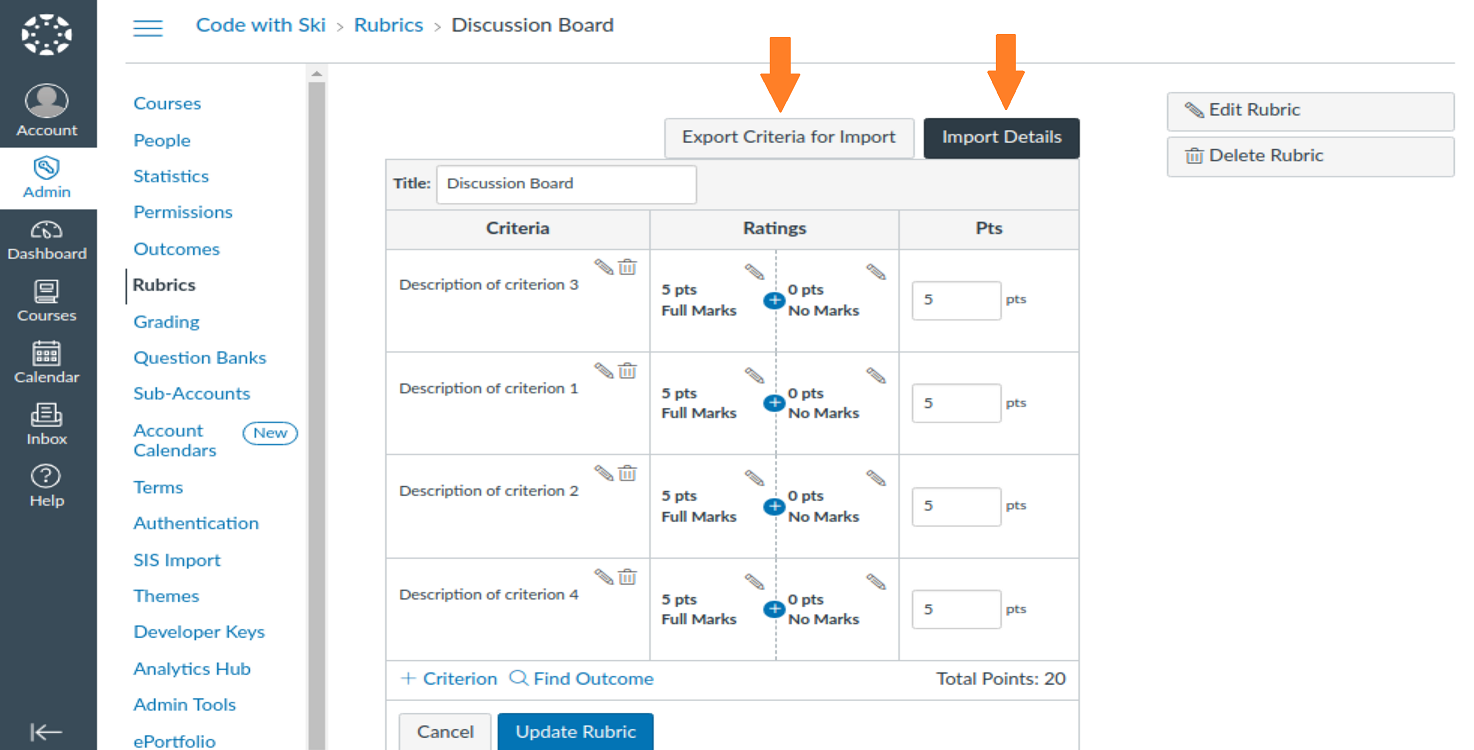 Code with Ski > Rubrics > Discussion Board
Account
Admin
Dashboard
Courses
Calendar
Inbox
Help
Courses
People
Statistics
Permissions
Outcomes
Rubrics
Grading
Question Banks
Sub-Accounts
Account
Calendars
New
Terms
Authentication
SIS Import
Themes
Developer Keys
Analytics Hub
Admin Tools
ePortfolio
Export Criteria for Import
Import Details
Title: Discussion Board
Criteria Ratings Pts
Description of criterion 3
5 pts 0 pts
Full Marks No Marks
5 pts
Description of criterion 1
5 pts 0 pts
Full Marks No Marks
5 pts
Description of criterion 2
5 pts 0 pts
Full Marks No Marks
5 pts
Description of criterion 4
5 pts 0 pts
Full Marks No Marks
5 pts
+ Criterion Find Outcome Total Points: 20
Cancel Update Rubric
Edit Rubric
Delete Rubric